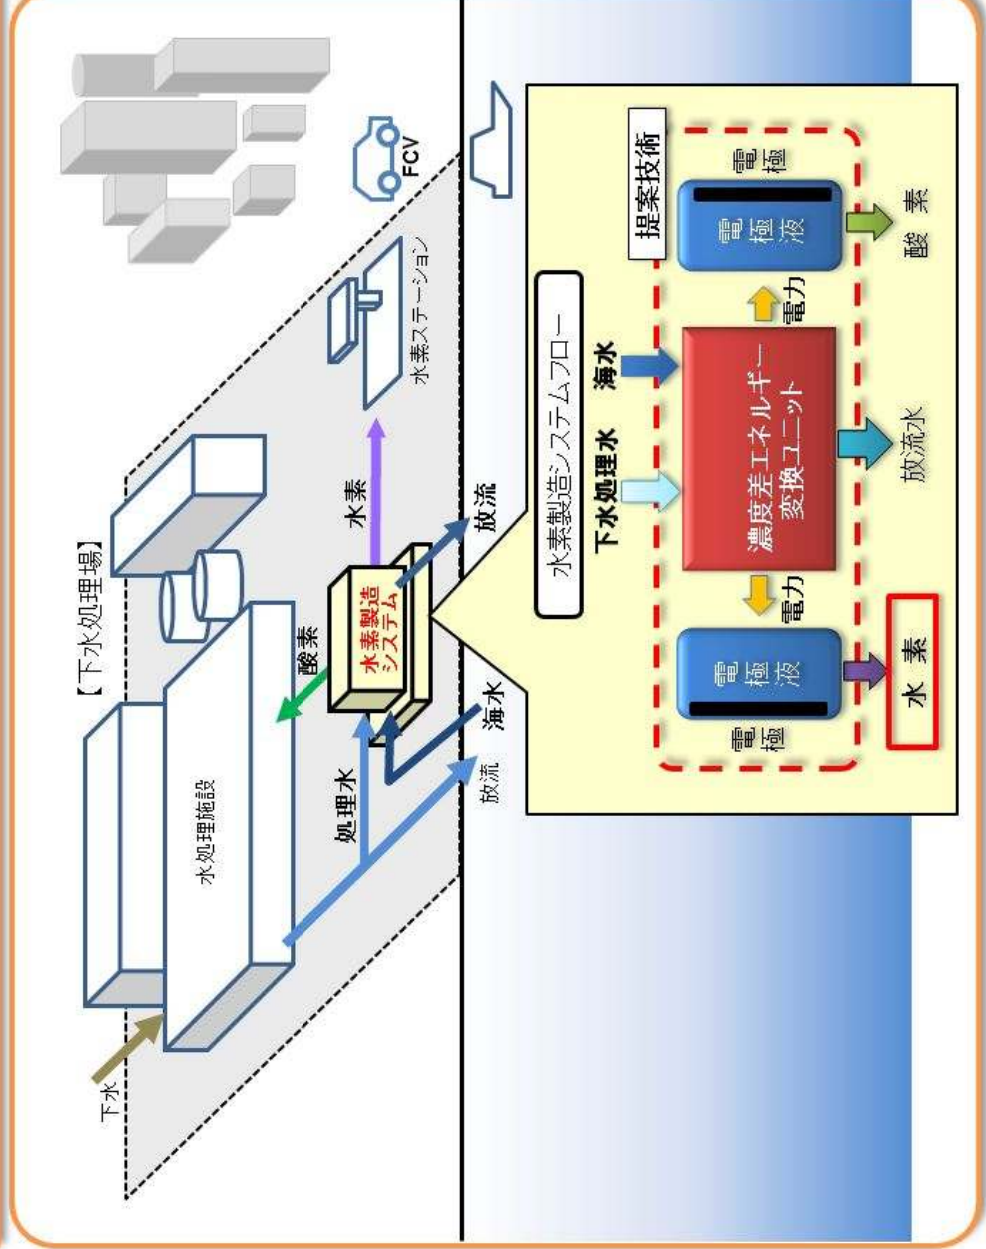 【下水処理場】
下水
水処理施設
酸素
水素
水素ステーション
FCV
処理水
水素製造
システム
放流
海水
放流
水素製造システムフロー
下水処理水
海水
提案技術
電極
電極液
電力
濃度差エネルギー
変換ユニット
電力
電極液
電極
水素
放流水
酸素